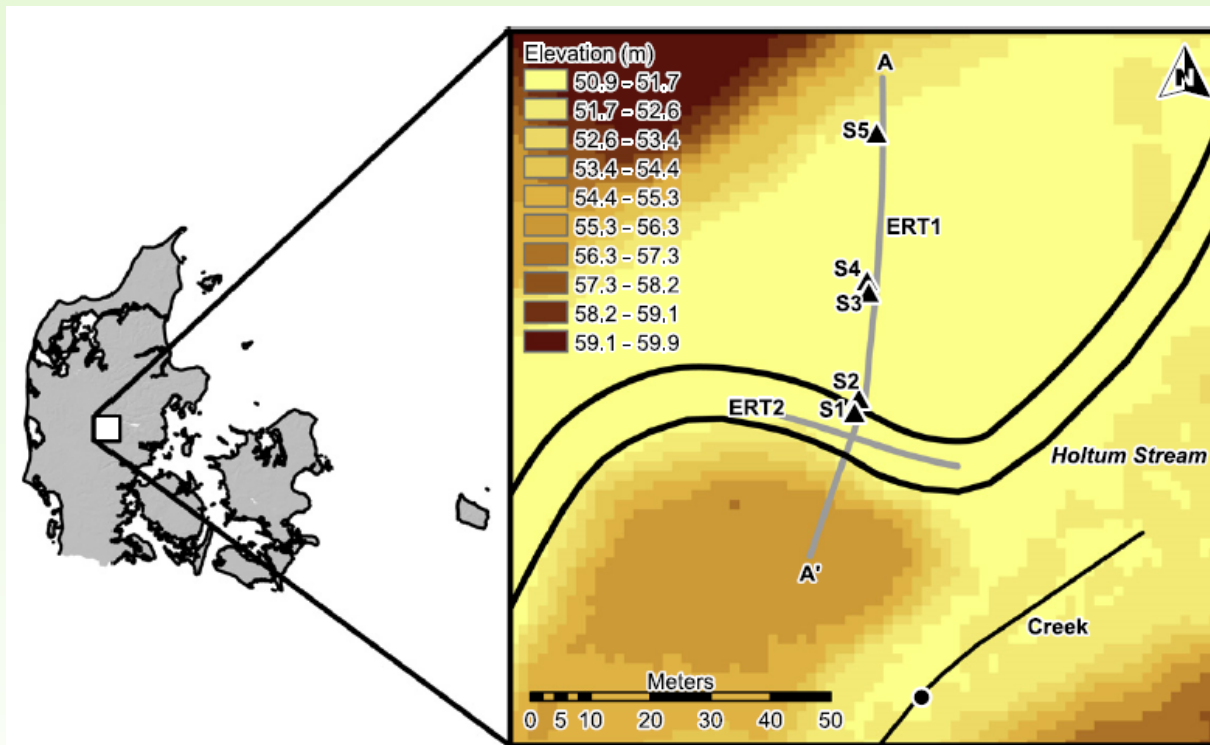 Elevation (m)
50.9 - 51.7
51.7 - 52.6
52.6 - 53.4
53.4 - 54.4
54.4 - 55.3
55.3 - 56.3
56.3 - 57.3
57.3 - 58.2
58.2 - 59.1
59.1 - 59.9
A
N
S5
ERT1
S4
S3
S2
ERT2
S1
Holtum Stream
A'
Creek
Meters
0 5 10 20 30 40 50